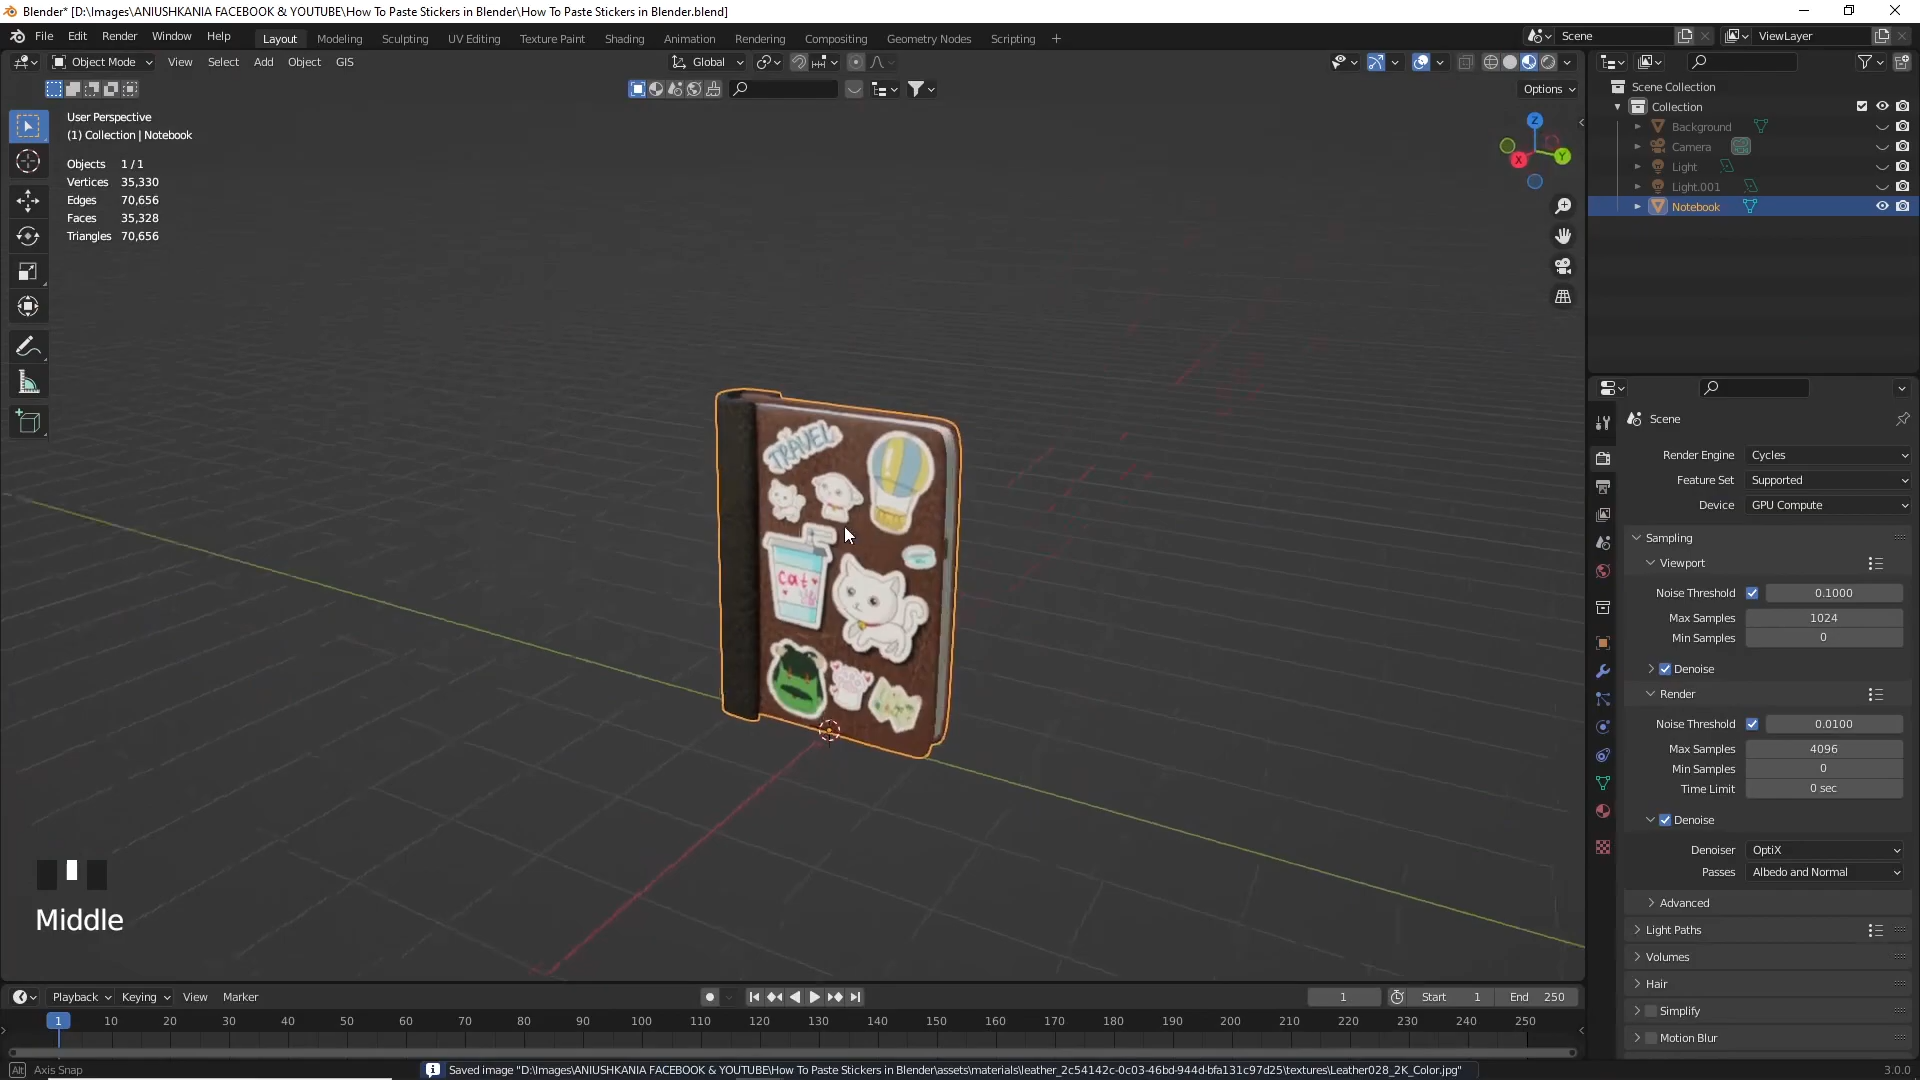 Blender* [D:\Images\ANIUSHKANIA FACEBOOK & YOUTUBE\How To Paste Stickers in Blender\How To Paste Stickers in Blender.blend]
File Edit Render Window Help Layout Modeling Sculpting UV Editing Texture Paint Shading Animation Rendering Compositing Geometry Nodes Scripting + Scene ViewLayer
Object Mode View Select Add Object GIS Global
Options
User Perspective
(1) Collection | Notebook
Objects 1 / 1
Vertices 35,330
Edges 70,656
Faces 35,328
Triangles 70,656
Z
X
Y
TRAVEL
cat
Middle
Scene Collection
Collection
Background
Camera
Light
Light.001
Notebook
Scene
Render Engine Cycles
Feature Set Supported
Device GPU Compute
Sampling
Viewport
Noise Threshold 0.1000
Max Samples 1024
Min Samples 0
Denoise
Render
Noise Threshold 0.0100
Max Samples 4096
Min Samples 0
Time Limit 0 sec
Denoise
Denoiser OptiX
Passes Albedo and Normal
Advanced
Light Paths
Volumes
Hair
Simplify
Motion Blur
Playback Keying View Marker 1 Start 1 End 250
1 10 20 30 40 50 60 70 80 90 100 110 120 130 140 150 160 170 180 190 200 210 220 230 240 250
Alt Axis Snap Saved image "D:\Images\ANIUSHKANIA FACEBOOK & YOUTUBE\How To Paste Stickers in Blender\assets\materials\leather_2c54142c-0c03-46bd-944d-bfa131c97d25\textures\Leather028_2K_Color.jpg" 3.0.0